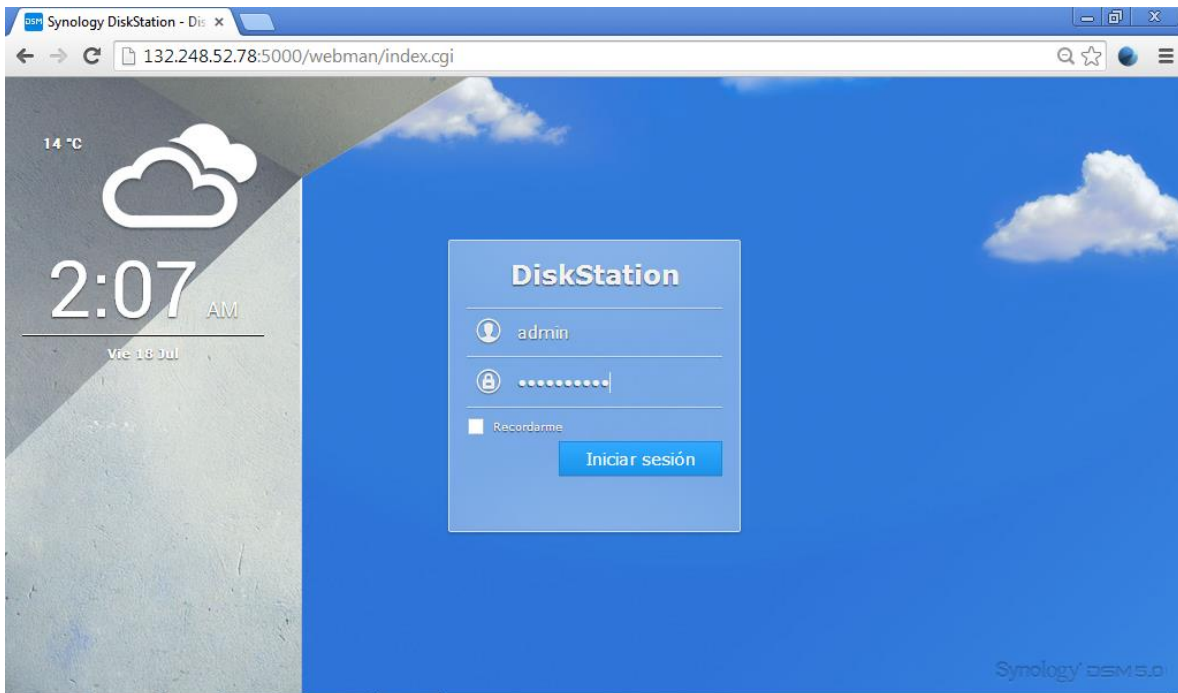 DSM Synology DiskStation - Dis
132.248.52.78:5000/webman/index.cgi
14 °C
2:07 AM
Vie 18 Jul
DiskStation
admin
Recordarme
Iniciar sesión
Synology DSM 5.0